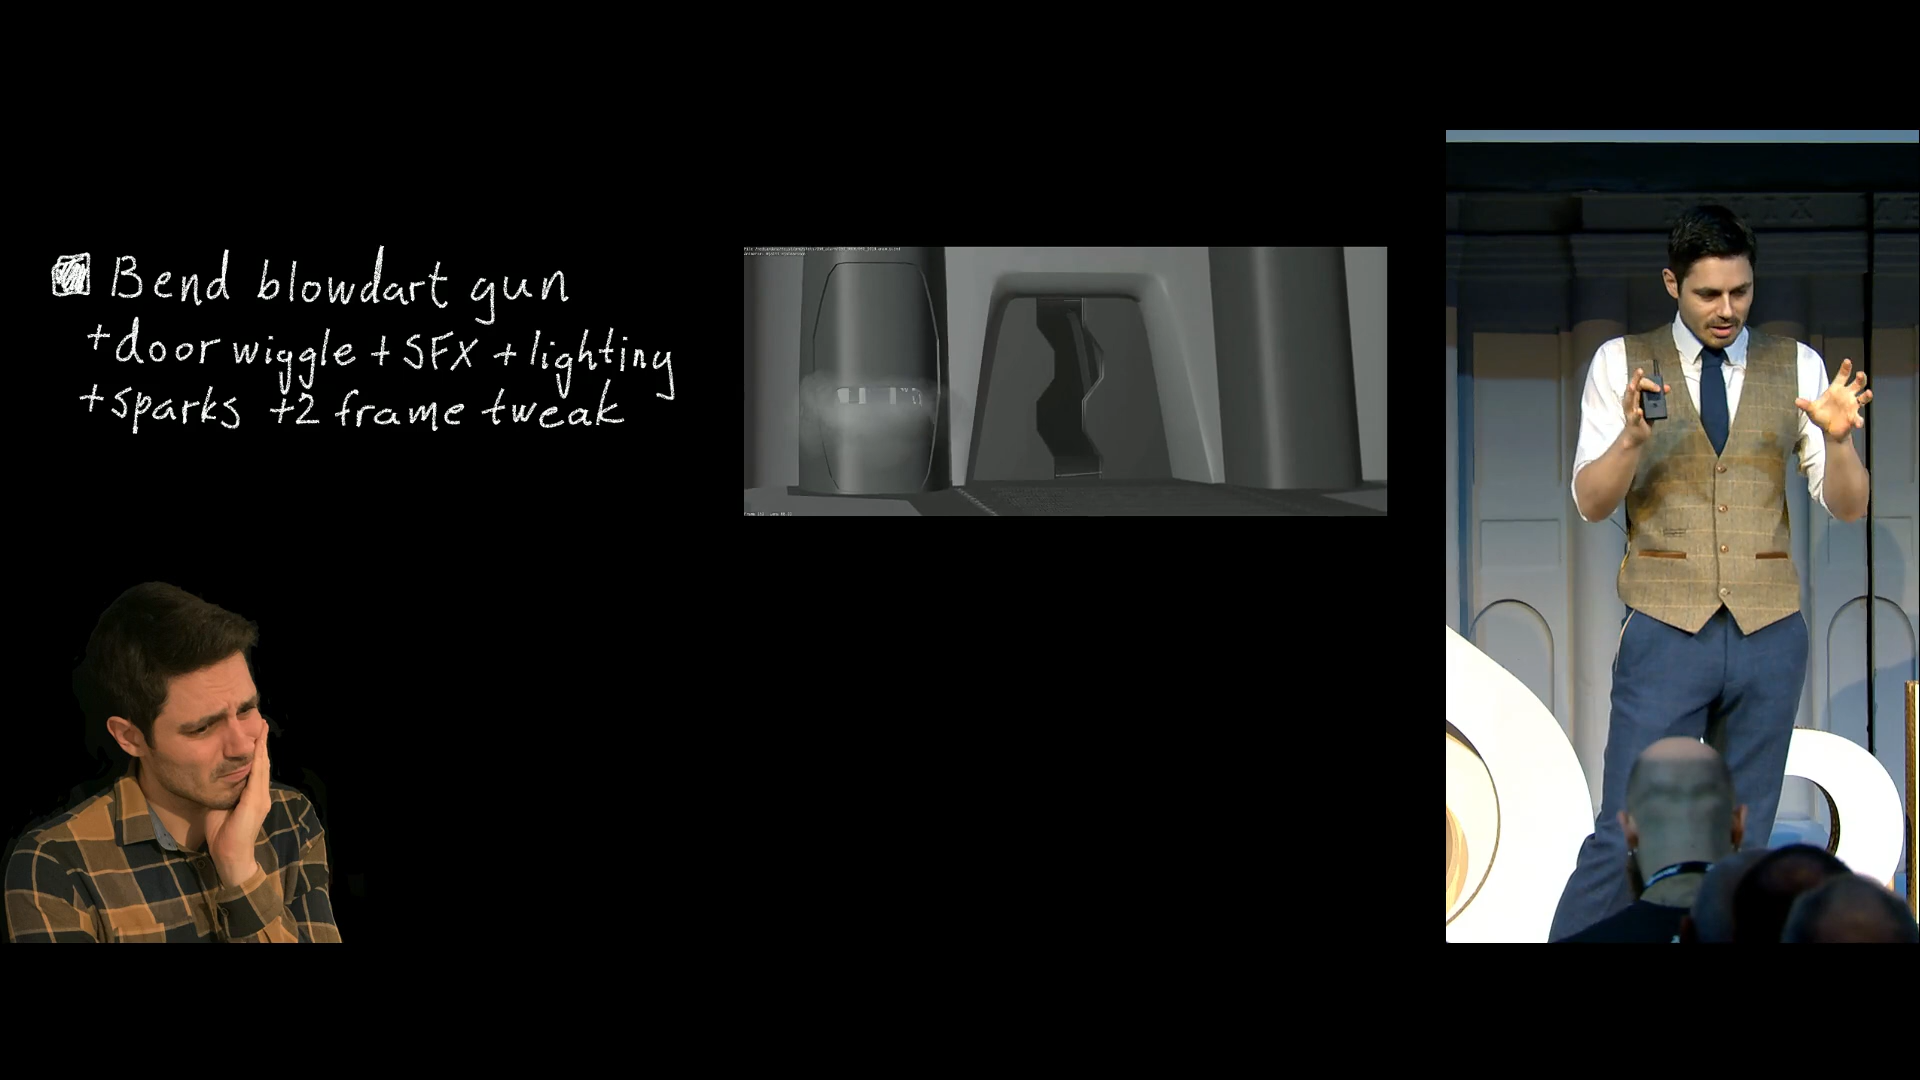 Bend blowdart gun
+door wiggle + SFX + lighting
+sparks +2 frame tweak